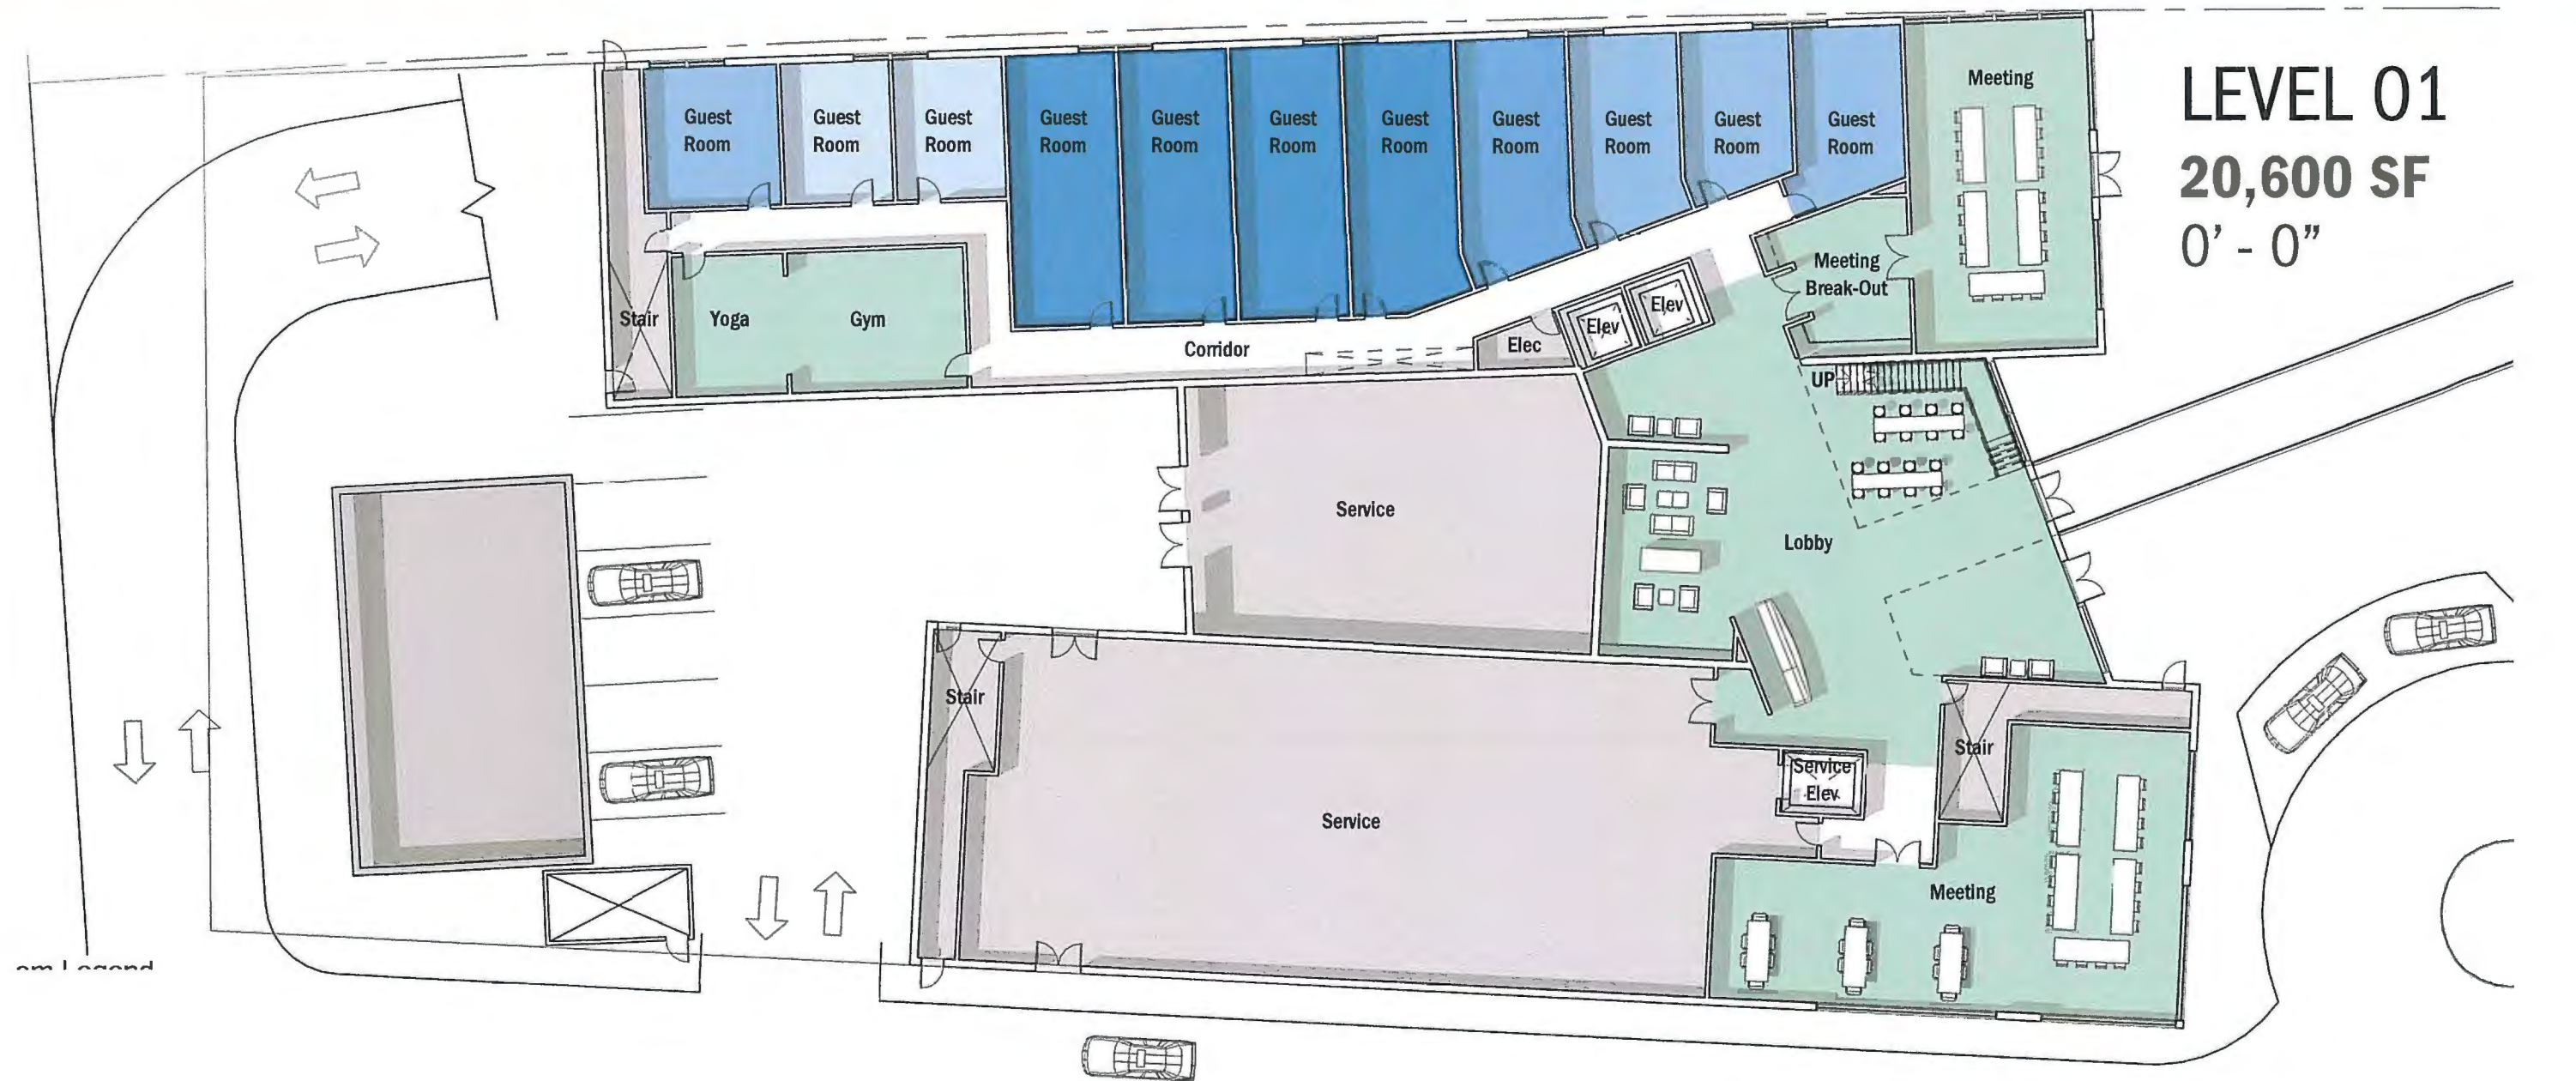 LEVEL 01
20,600 SF
0' - 0"
Meeting
Guest
Room
Guest
Room
Guest
Room
Guest
Room
Guest
Room
Guest
Room
Guest
Room
Guest
Room
Guest
Room
Guest
Room
Guest
Room
Meeting
Break-Out
Stair
Yoga
Gym
Corridor
Elec
Elev
Elev
UP
Service
Lobby
Stair
Service
Service
Elev
Stair
Meeting
Legend